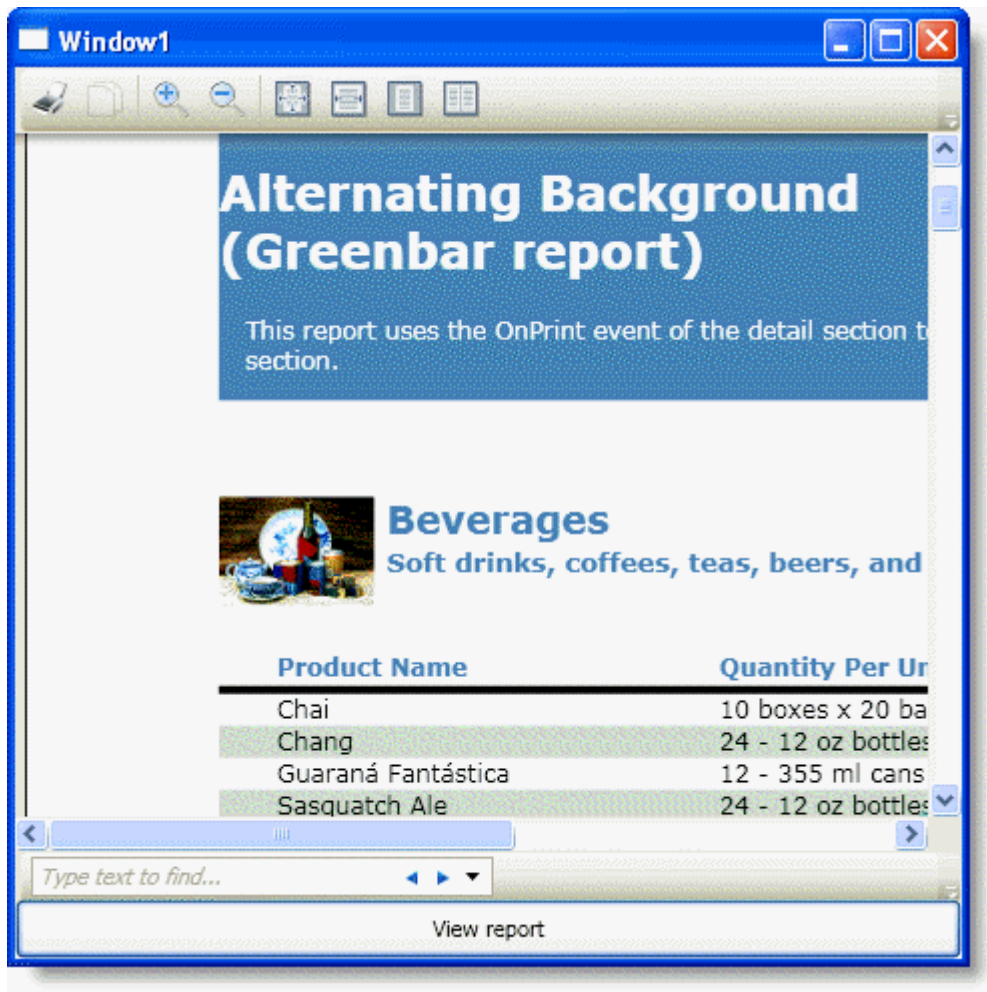 Window1
Alternating Background
(Greenbar report)
This report uses the OnPrint event of the detail section t
section.
Beverages
Soft drinks, coffees, teas, beers, and
Product Name Quantity Per Un
Chai 10 boxes x 20 ba
Chang 24 - 12 oz bottles
Guaraná Fantástica 12 - 355 ml cans
Sasquatch Ale 24 - 12 oz bottles
Type text to find...
View report